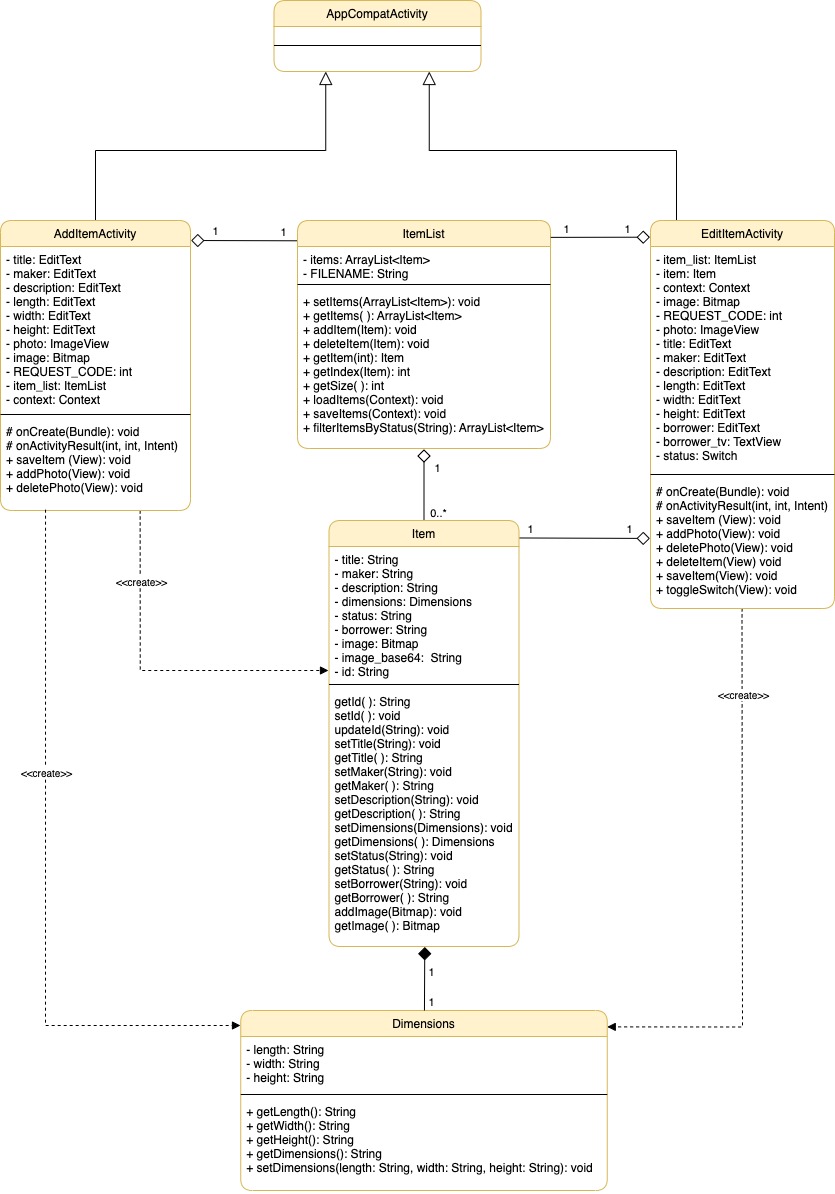 AppCompatActivity
AddItemActivity
- title: EditText
- maker: EditText
- description: EditText
- length: EditText
- width: EditText
- height: EditText
- photo: ImageView
- image: Bitmap
- REQUEST_CODE: int
- item_list: ItemList
- context: Context
# onCreate(Bundle): void
# onActivityResult(int, int, Intent)
+ saveItem (View): void
+ addPhoto(View): void
+ deletePhoto(View): void
1
1
ItemList
- items: ArrayList<Item>
- FILENAME: String
+ setItems(ArrayList<Item>): void
+ getItems( ): ArrayList<Item>
+ addItem(Item): void
+ deleteItem(Item): void
+ getItem(int): Item
+ getIndex(Item): int
+ getSize( ): int
+ loadItems(Context): void
+ saveItems(Context): void
+ filterItemsByStatus(String): ArrayList<Item>
1
1
EditItemActivity
- item_list: ItemList
- item: Item
- context: Context
- image: Bitmap
- REQUEST_CODE: int
- photo: ImageView
- title: EditText
- maker: EditText
- description: EditText
- length: EditText
- width: EditText
- height: EditText
- borrower: EditText
- borrower_tv: TextView
- status: Switch
# onCreate(Bundle): void
# onActivityResult(int, int, Intent)
+ saveItem (View): void
+ addPhoto(View): void
+ deletePhoto(View): void
+ deleteItem(View): void
+ saveItem(View): void
+ toggleSwitch(View): void
1
0..*
Item
- title: String
- maker: String
- description: String
- dimensions: Dimensions
- status: String
- borrower: String
- image: Bitmap
- image_base64:  String
- id: String
getId( ): String
setId( ): void
updateId(String): void
setTitle(String): void
getTitle( ): String
setMaker(String): void
getMaker( ): String
setDescription(String): void
getDescription( ): String
setDimensions(Dimensions): void
getDimensions( ): Dimensions
setStatus(String): void
getStatus( ): String
setBorrower(String): void
getBorrower( ): String
addImage(Bitmap): void
getImage( ): Bitmap
1
1
<<create>>
<<create>>
<<create>>
1
1
Dimensions
- length: String
- width: String
- height: String
+ getLength(): String
+ getWidth(): String
+ getHeight(): String
+ getDimensions(): String
+ setDimensions(length: String, width: String, height: String): void